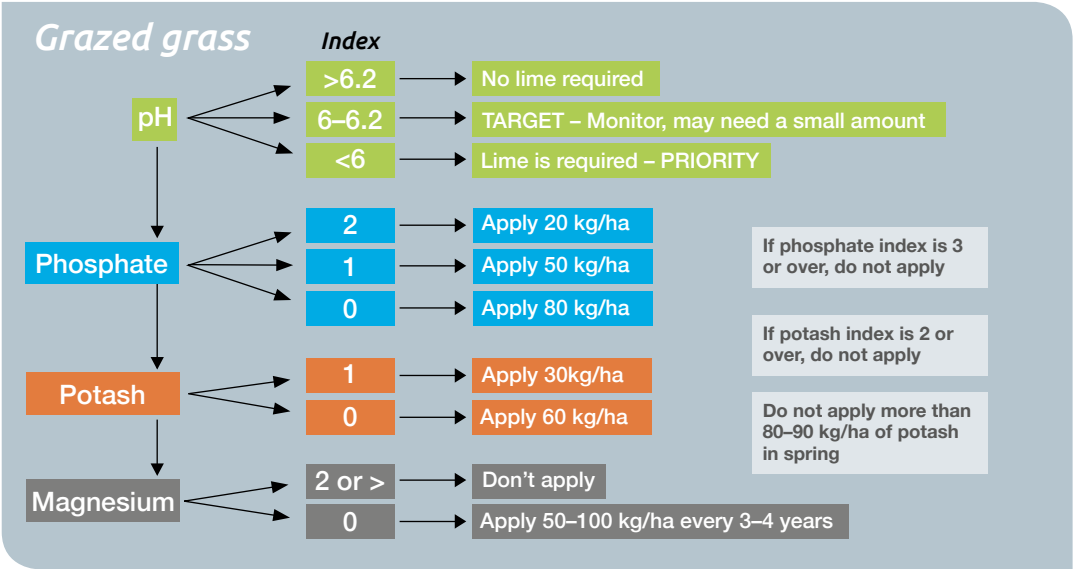 Grazed grass
Index
pH
>6.2
No lime required
6–6.2
TARGET – Monitor, may need a small amount
<6
Lime is required – PRIORITY
Phosphate
2
Apply 20 kg/ha
1
Apply 50 kg/ha
0
Apply 80 kg/ha
If phosphate index is 3
or over, do not apply
Potash
1
Apply 30kg/ha
0
Apply 60 kg/ha
If potash index is 2 or
over, do not apply
Do not apply more than
80–90 kg/ha of potash
in spring
Magnesium
2 or >
Don’t apply
0
Apply 50–100 kg/ha every 3–4 years